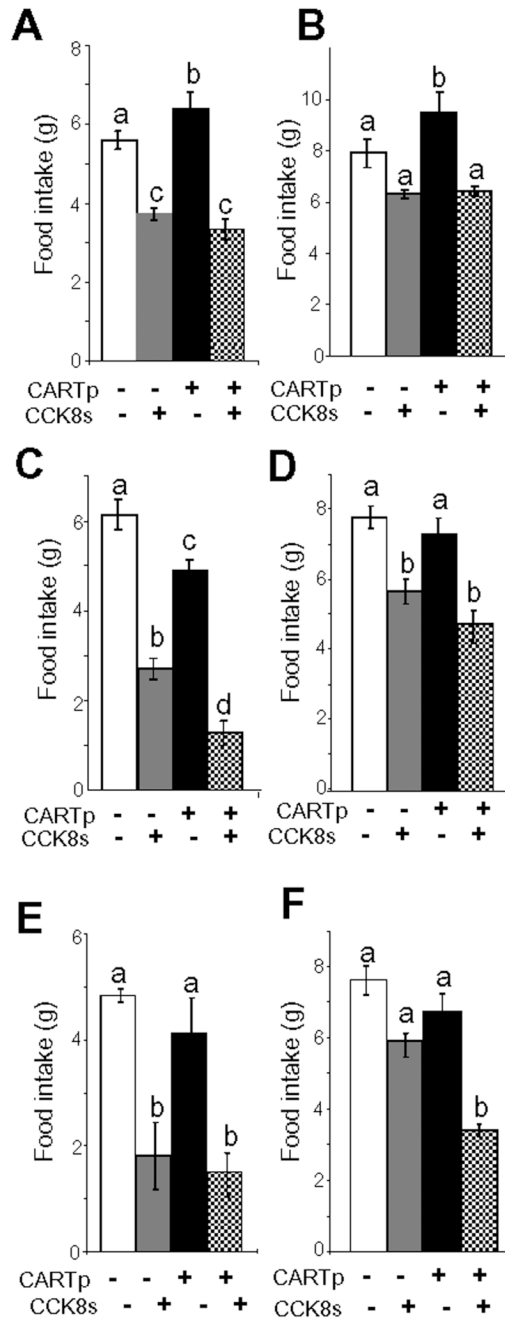 A
Food intake (g)
8
6
4
2
0
a
c
b
c
CARTp - - + +
CCK8s - + - +
B
Food intake (g)
10
8
6
4
2
0
a
a
b
a
CARTp - - + +
CCK8s - + - +
C
Food intake (g)
6
4
2
0
a
b
c
d
CARTp - - + +
CCK8s - + - +
D
Food intake (g)
8
6
4
2
0
a
b
a
b
CARTp - - + +
CCK8s - + - +
E
Food intake (g)
6
4
2
0
a
b
a
b
CARTp - - + +
CCK8s - + - +
F
Food intake (g)
8
6
4
2
0
a
a
a
b
CARTp - - + +
CCK8s - + - +